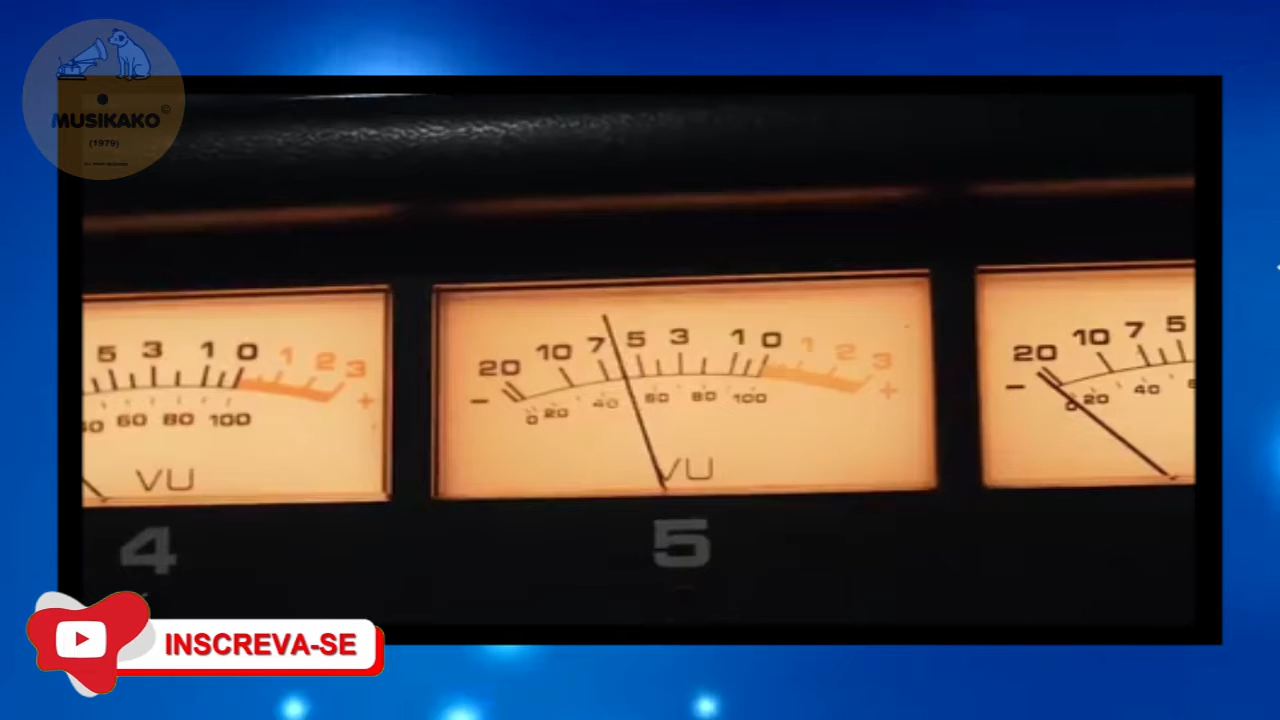 MUSIKAKO©
(1979)
5 3 1 0 1 2 3
+
60 80 100
VU
4
20 10 7 5 3 1 0 1 2 3
- +
0 20 40 60 80 100
VU
5
20 10 7 5
-
0 20 40
INSCREVA-SE